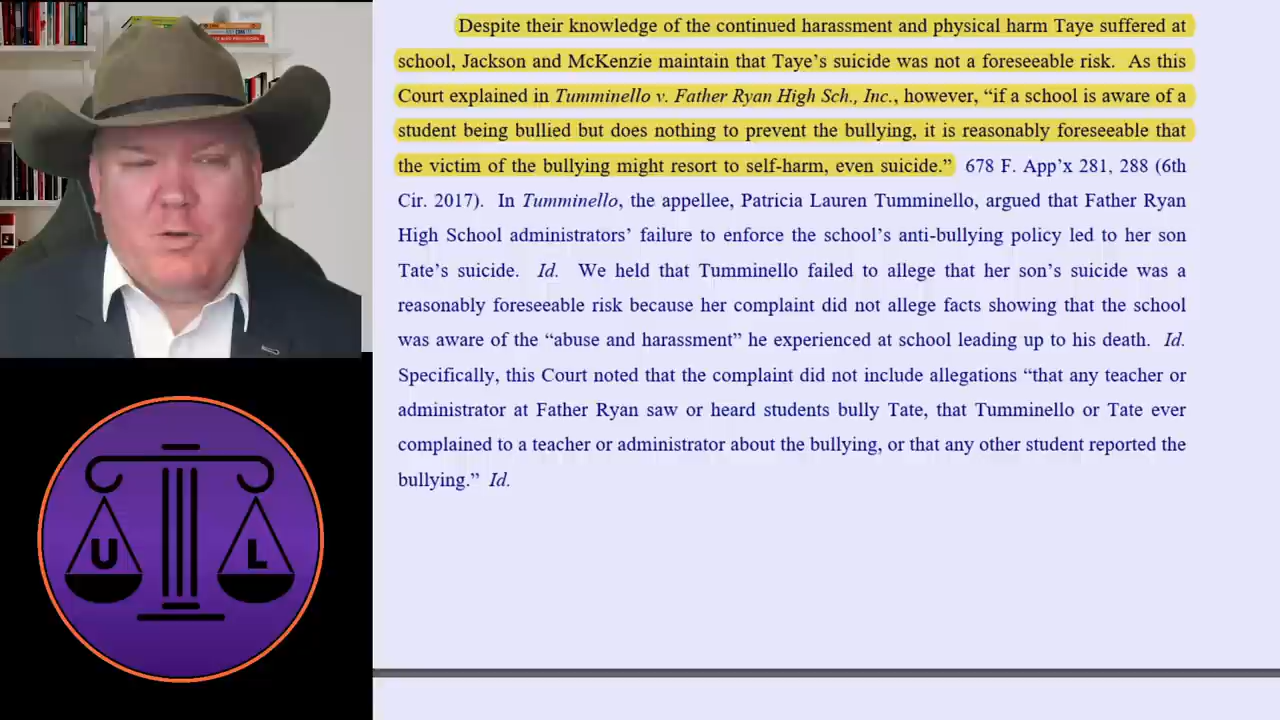 Despite their knowledge of the continued harassment and physical harm Taye suffered at
school, Jackson and McKenzie maintain that Taye's suicide was not a foreseeable risk. As this
Court explained in Tumminello v. Father Ryan High Sch., Inc., however, “if a school is aware of a
student being bullied but does nothing to prevent the bullying, it is reasonably foreseeable that
the victim of the bullying might resort to self-harm, even suicide.” 678 F. App'x 281, 288 (6th
Cir. 2017). In Tumminello, the appellee, Patricia Lauren Tumminello, argued that Father Ryan
High School administrators' failure to enforce the school's anti-bullying policy led to her son
Tate's suicide. Id. We held that Tumminello failed to allege that her son's suicide was a
reasonably foreseeable risk because her complaint did not allege facts showing that the school
was aware of the “abuse and harassment” he experienced at school leading up to his death. Id.
Specifically, this Court noted that the complaint did not include allegations “that any teacher or
administrator at Father Ryan saw or heard students bully Tate, that Tumminello or Tate ever
complained to a teacher or administrator about the bullying, or that any other student reported the
bullying.” Id.
U L